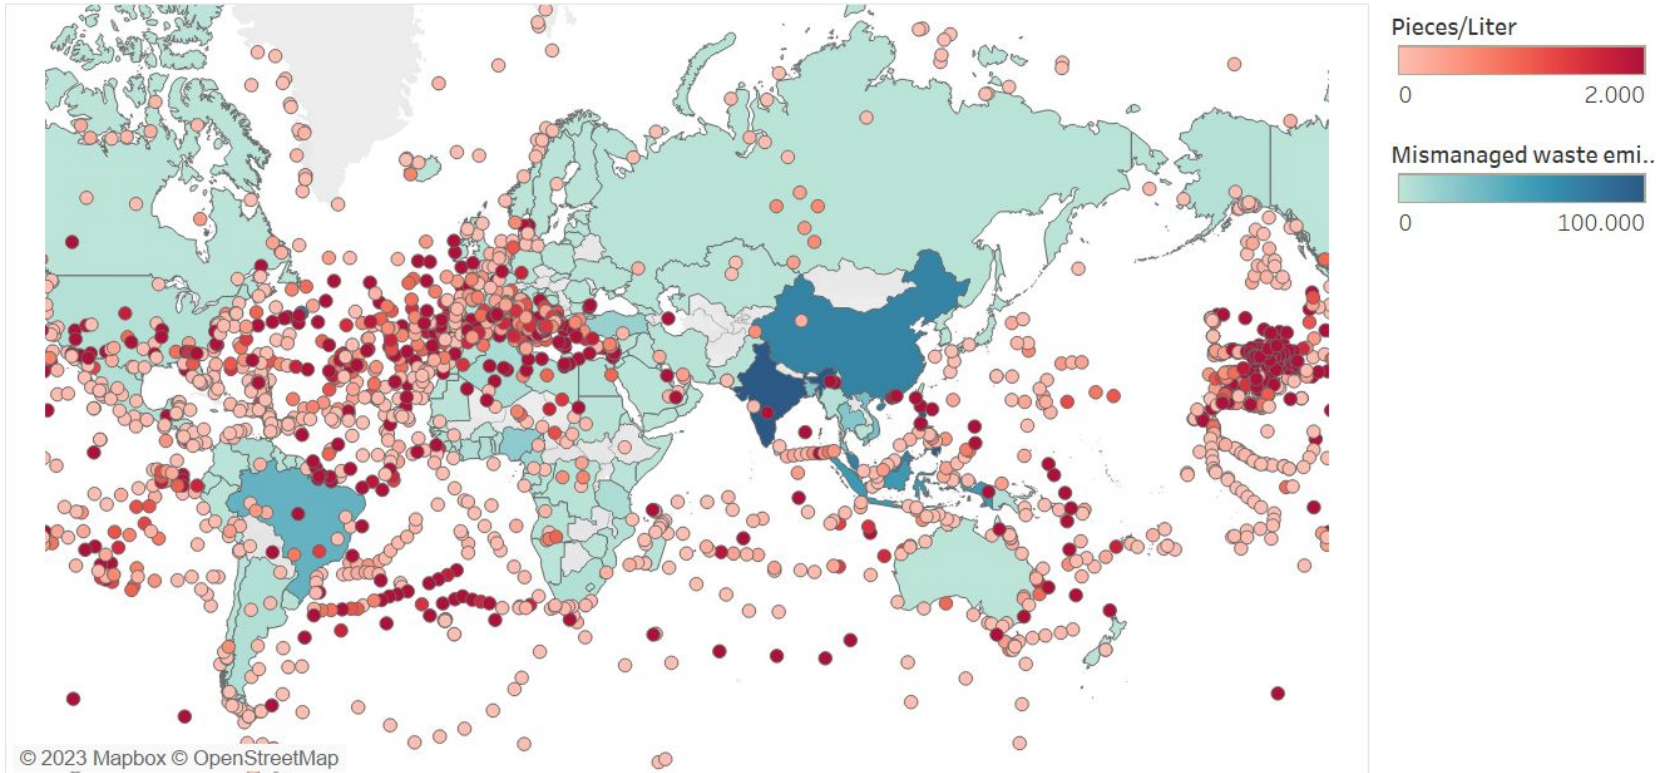 Pieces/Liter
0 2.000
Mismanaged waste emi..
0 100.000
© 2023 Mapbox © OpenStreetMap